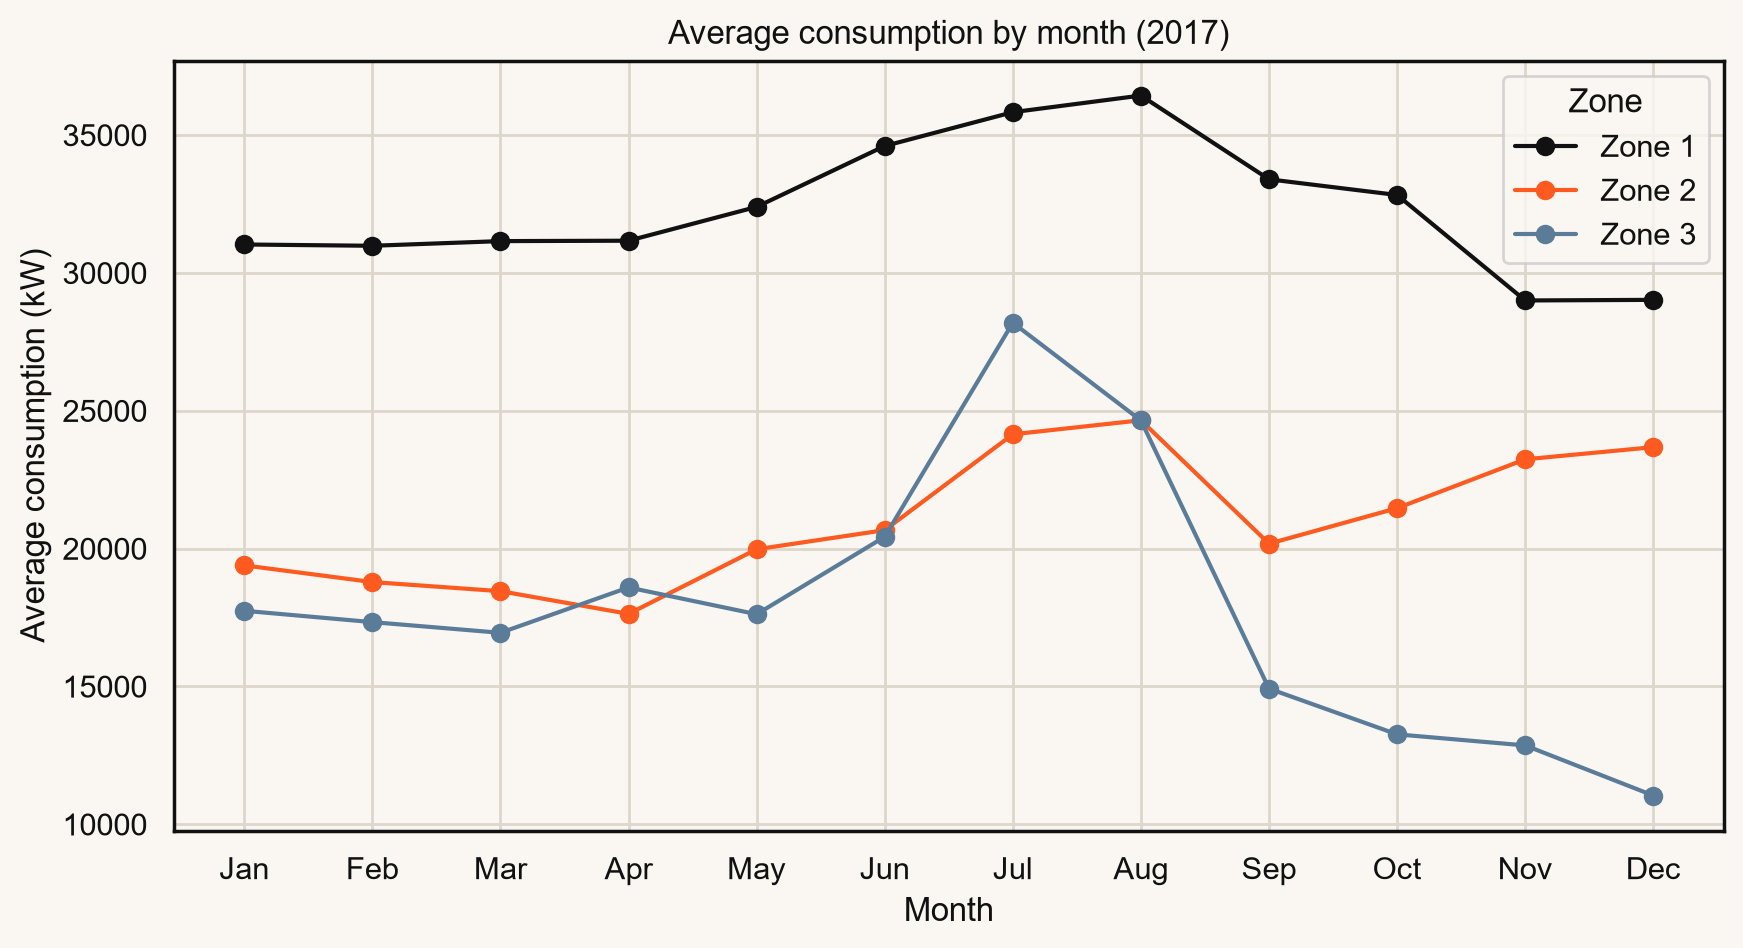 Average consumption by month (2017)
Zone
Zone 1
Zone 2
Zone 3
Average consumption (kW)
35000
30000
25000
20000
15000
10000
Jan Feb Mar Apr May Jun Jul Aug Sep Oct Nov Dec
Month